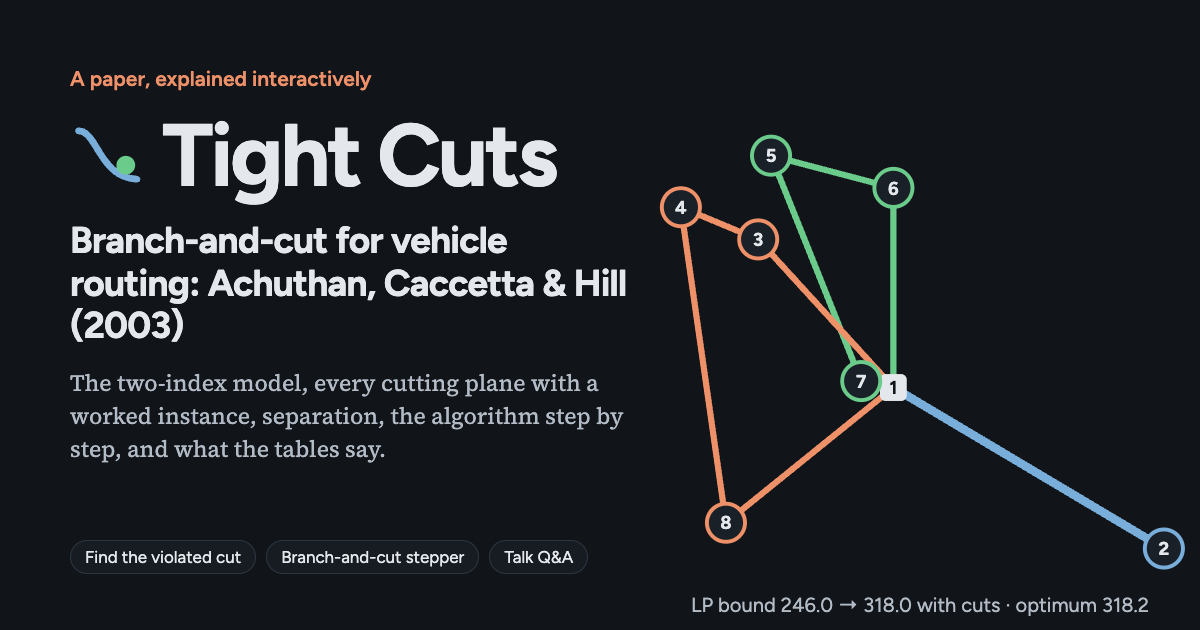 A paper, explained interactively
Tight Cuts
Branch-and-cut for vehicle
routing: Achuthan, Caccetta & Hill
(2003)
The two-index model, every cutting plane with a
worked instance, separation, the algorithm step by
step, and what the tables say.
Find the violated cut
Branch-and-cut stepper
Talk Q&A
5
6
4
3
7
1
8
2
LP bound 246.0 → 318.0 with cuts · optimum 318.2